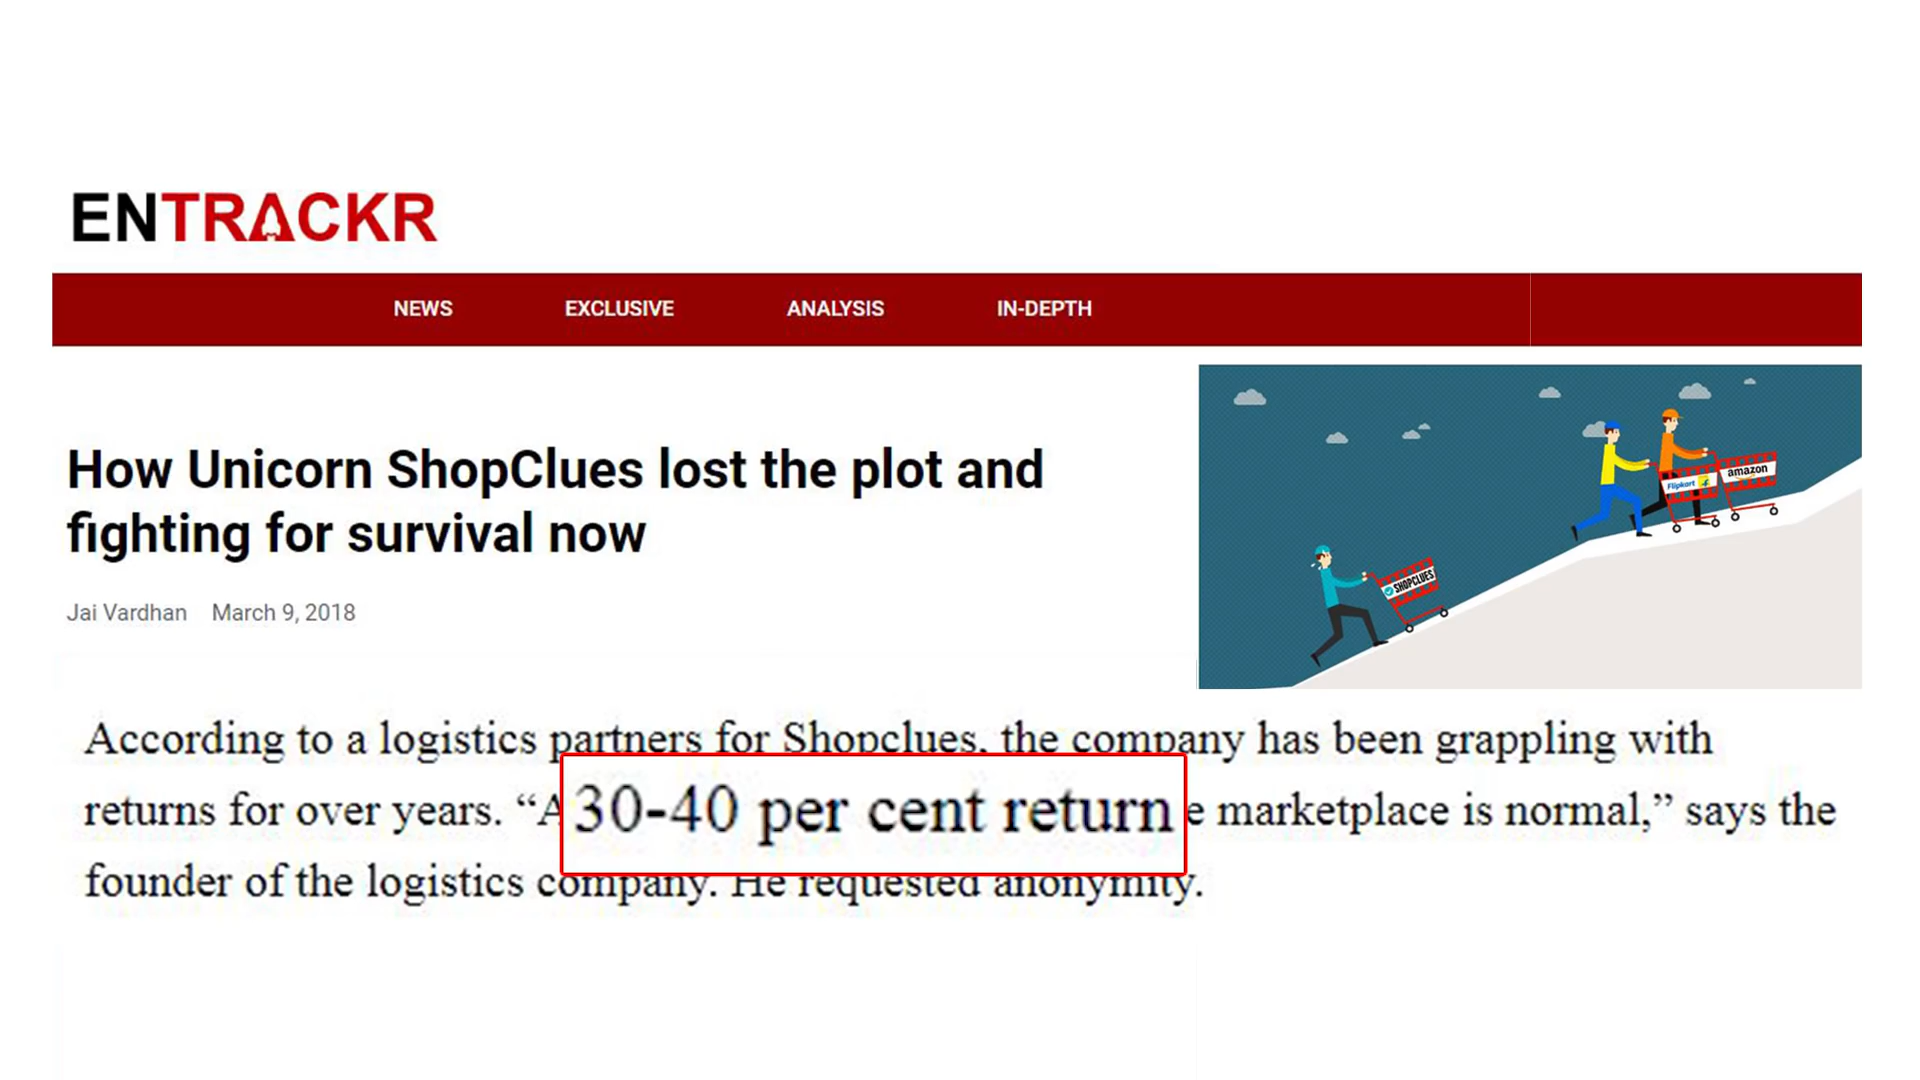 ENTRACKR
NEWS EXCLUSIVE ANALYSIS IN-DEPTH
How Unicorn ShopClues lost the plot and
fighting for survival now
Jai Vardhan March 9, 2018
Flipkart amazon
SHOPCLUES
According to a logistics partners for Shopclues, the company has been grappling with
returns for over years. “A 30-40 per cent return e marketplace is normal,” says the
founder of the logistics company. He requested anonymity.